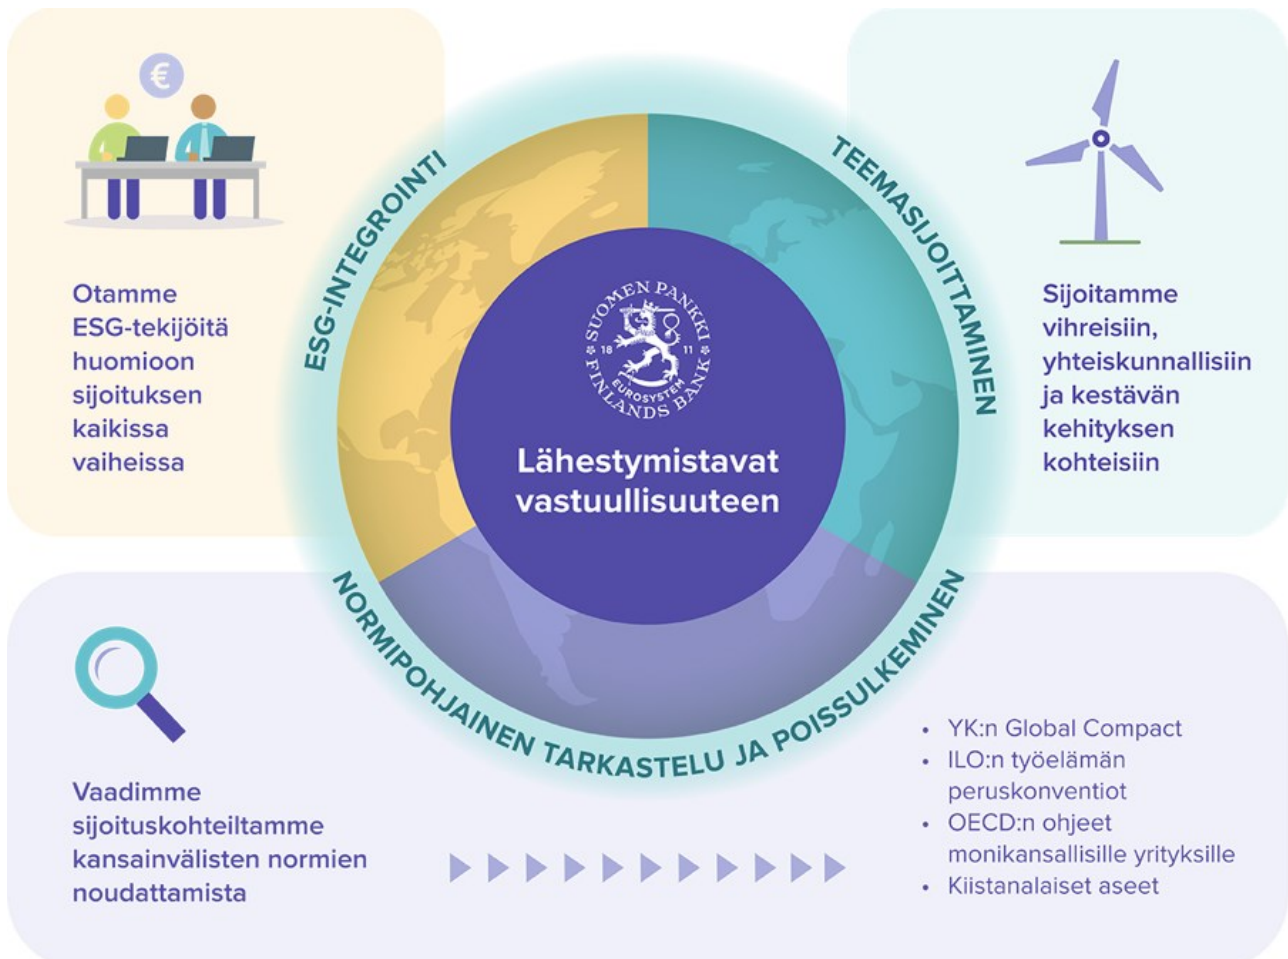 €
ESG-INTEGROINTI
Otamme
ESG-tekijöitä
huomioon
sijoituksen
kaikissa
vaiheissa
TEEMASIJOITTAMINEN
Sijoitamme
vihreisiin,
yhteiskunnallisiin
ja kestävän
kehityksen
kohteisiin
SUOMEN PANKKI
18 11
EUROSYSTEM
FINLANDS BANK
Lähestymistavat
vastuullisuuteen
NORMIPOHJAINEN TARKASTELU JA POISSULKEMINEN
Vaadimme
sijoituskohteiltamme
kansainvälisten normien
noudattamista
• YK:n Global Compact
• ILO:n työelämän
peruskonventiot
• OECD:n ohjeet
monikansallisille yrityksille
• Kiistanalaiset aseet